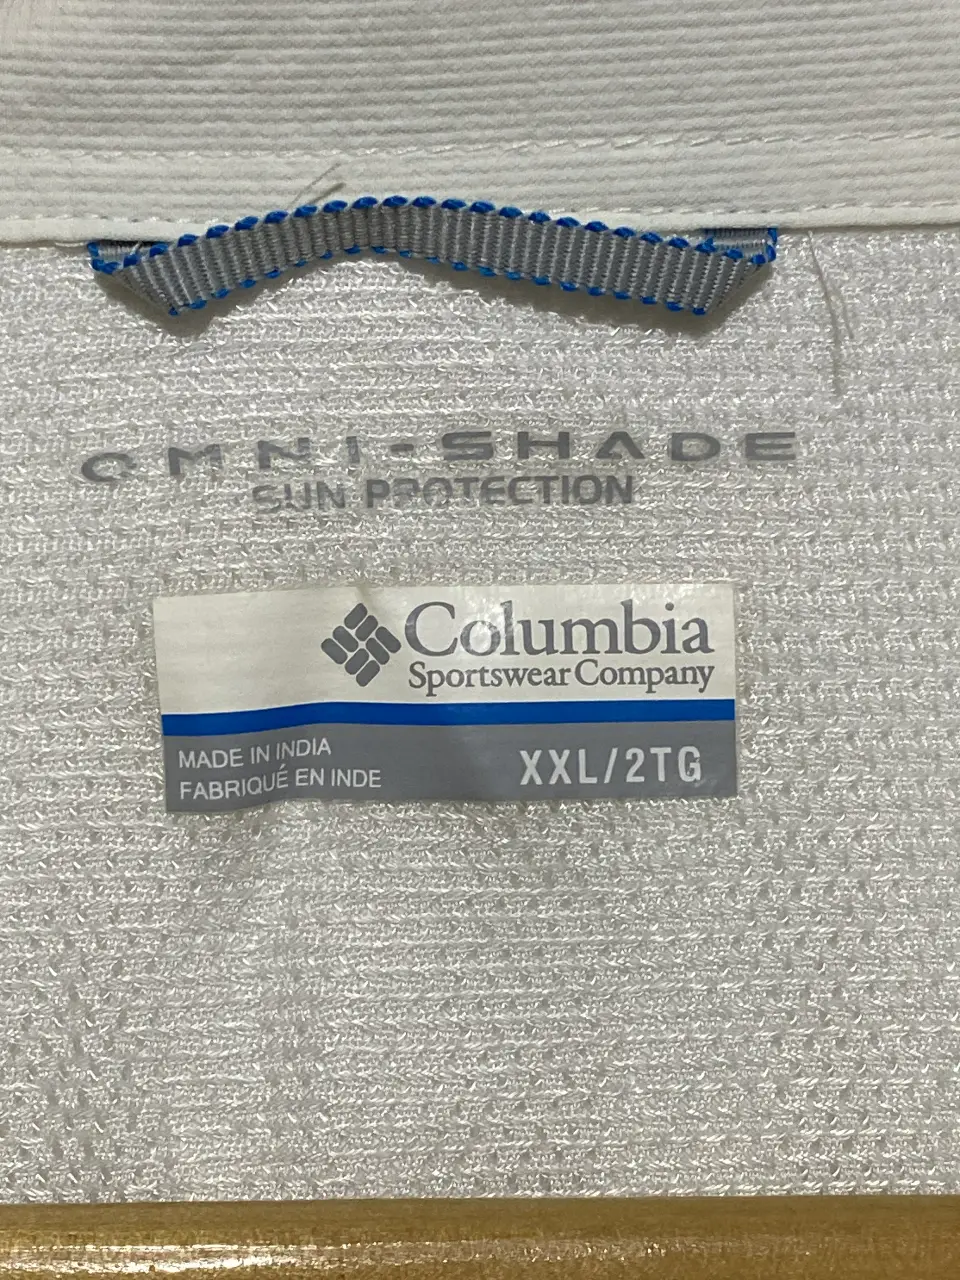 OMNI-SHADE
SUN PROTECTION
Columbia
Sportswear Company
MADE IN INDIA
FABRIQUÉ EN INDE
XXL/2TG